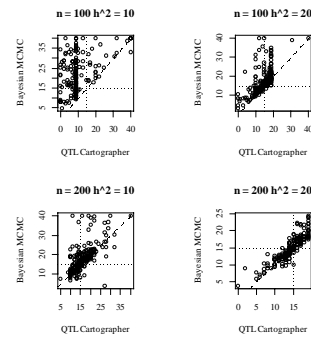 n = 100 h^2 = 10
Bayesian MCMC
5 15 25 35
0 10 20 30 40
QTL Cartographer
n = 100 h^2 = 20
Bayesian MCMC
10 20 30 40
0 10 20 30 40
QTL Cartographer
n = 200 h^2 = 10
Bayesian MCMC
10 20 30 40
5 15 25 35
QTL Cartographer
n = 200 h^2 = 20
Bayesian MCMC
5 10 15 20 25
0 5 10 15
QTL Cartographer